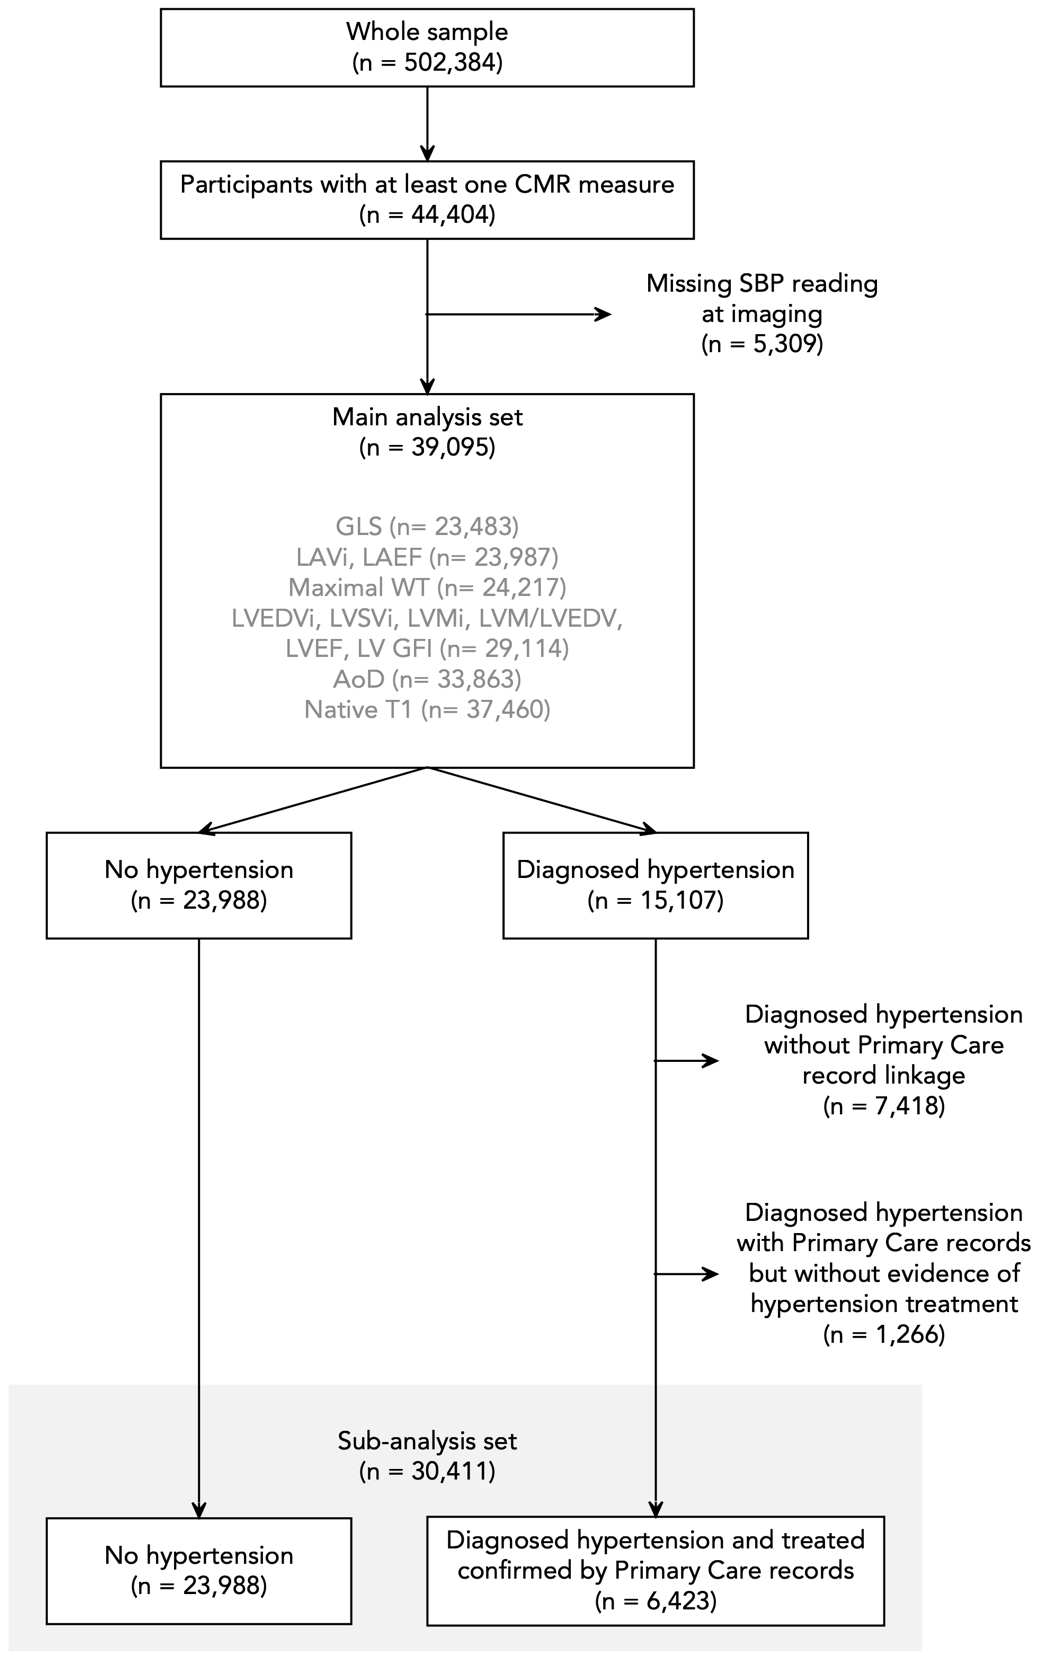 Whole sample
(n = 502,384)
Participants with at least one CMR measure
(n = 44,404)
Missing SBP reading
at imaging
(n = 5,309)
Main analysis set
(n = 39,095)
GLS (n= 23,483)
LAVi, LAEF (n= 23,987)
Maximal WT (n= 24,217)
LVEDVi, LVSVi, LVMi, LVM/LVEDV,
LVEF, LV GFI (n= 29,114)
AoD (n= 33,863)
Native T1 (n= 37,460)
No hypertension
(n = 23,988)
Diagnosed hypertension
(n = 15,107)
Diagnosed hypertension
without Primary Care
record linkage
(n = 7,418)
Diagnosed hypertension
with Primary Care records
but without evidence of
hypertension treatment
(n = 1,266)
Sub-analysis set
(n = 30,411)
No hypertension
(n = 23,988)
Diagnosed hypertension and treated
confirmed by Primary Care records
(n = 6,423)